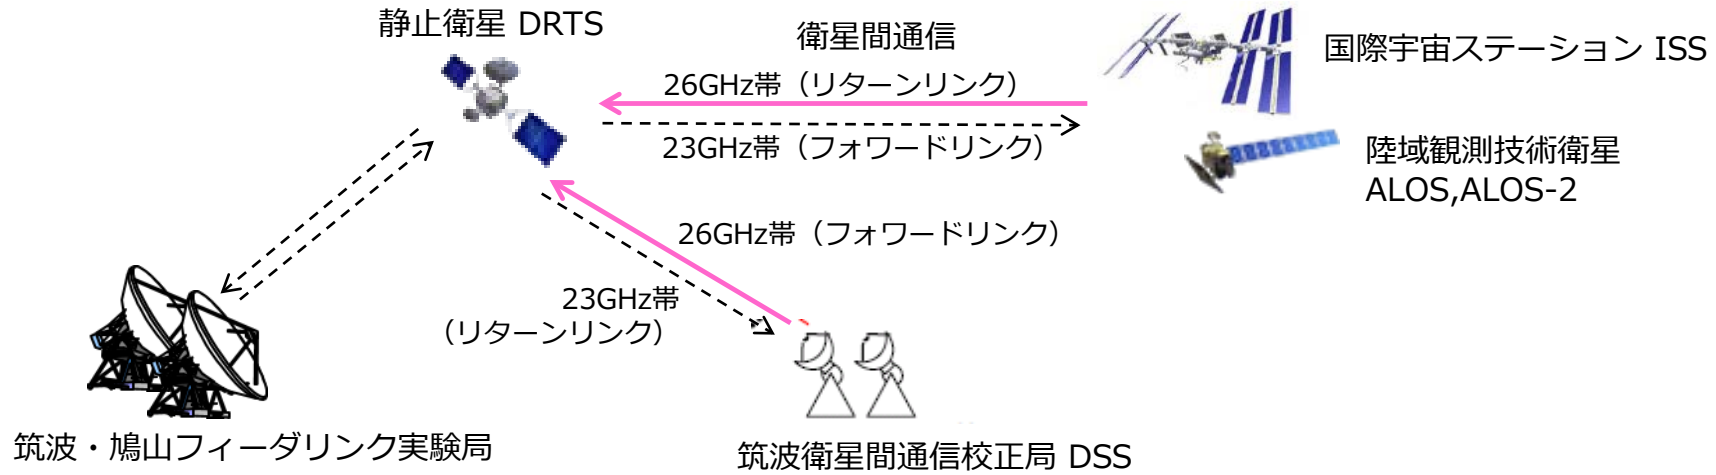 静止衛星 DRTS
衛星間通信
国際宇宙ステーション ISS
26GHz帯（リターンリンク）
23GHz帯（フォワードリンク）
陸域観測技術衛星
ALOS,ALOS-2
26GHz帯（フォワードリンク）
23GHz帯
（リターンリンク）
筑波・鳩山フィーダリンク実験局
筑波衛星間通信校正局 DSS